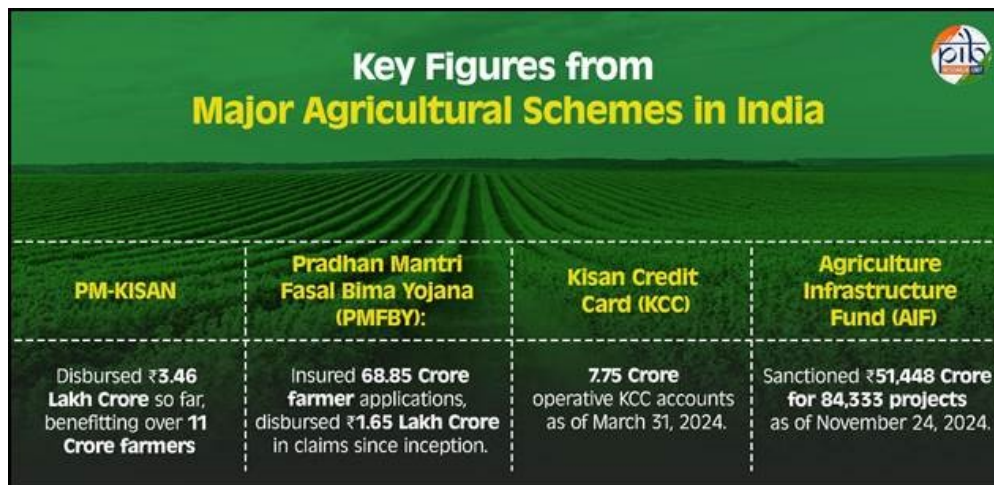 Key Figures from
Major Agricultural Schemes in India
pib
RESEARCH UNIT
PM-KISAN
Disbursed ₹3.46
Lakh Crore so far,
benefitting over 11
Crore farmers
Pradhan Mantri
Fasal Bima Yojana
(PMFBY):
Insured 68.85 Crore
farmer applications,
disbursed ₹1.65 Lakh Crore
in claims since inception.
Kisan Credit
Card (KCC)
7.75 Crore
operative KCC accounts
as of March 31, 2024.
Agriculture
Infrastructure
Fund (AIF)
Sanctioned ₹51,448 Crore
for 84,333 projects
as of November 24, 2024.